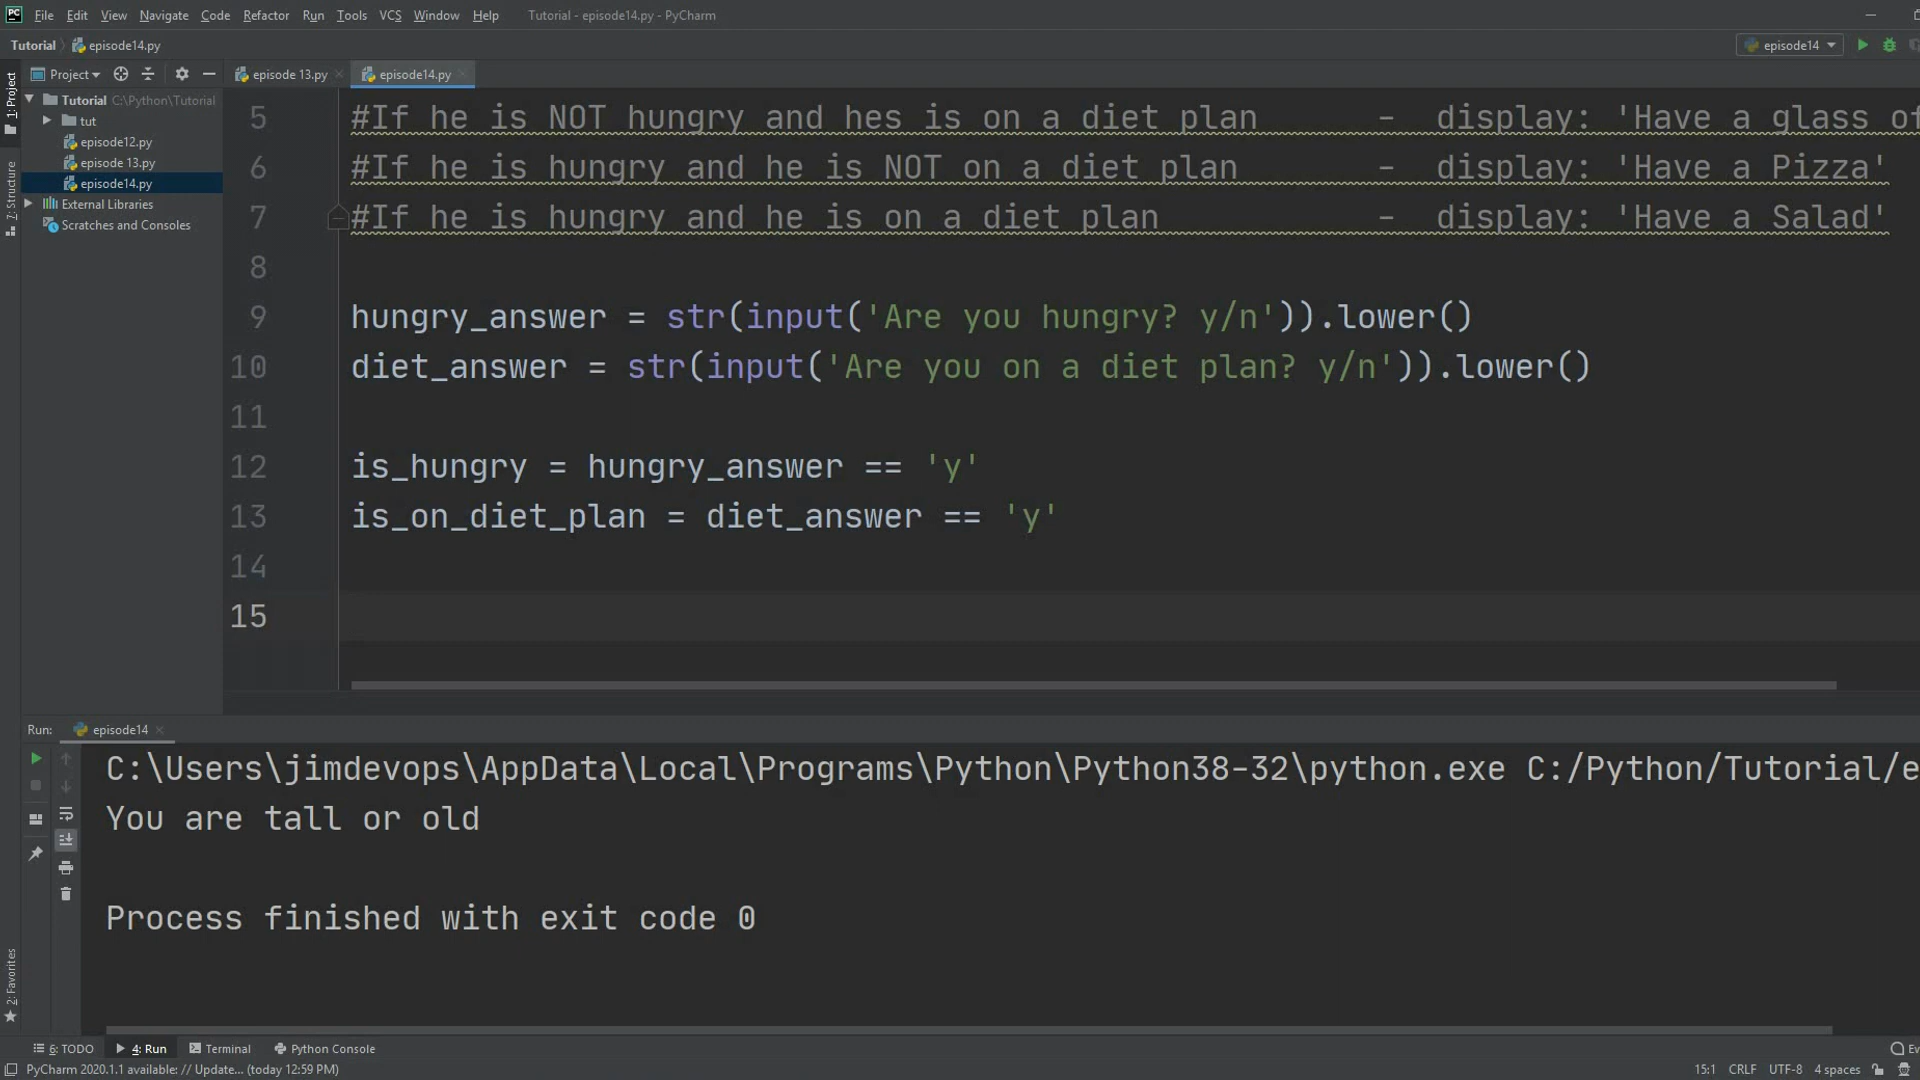 PC File Edit View Navigate Code Refactor Run Tools VCS Window Help Tutorial - episode14.py - PyCharm
Tutorial episode14.py episode14
Project episode 13.py episode14.py
1: Project
Tutorial C:\Python\Tutorial
tut
episode12.py
episode 13.py
episode14.py
External Libraries
Scratches and Consoles
7: Structure
5 #If he is NOT hungry and hes is on a diet plan - display: 'Have a glass of
6 #If he is hungry and he is NOT on a diet plan - display: 'Have a Pizza'
7 #If he is hungry and he is on a diet plan - display: 'Have a Salad'
8
9 hungry_answer = str(input('Are you hungry? y/n')).lower()
10 diet_answer = str(input('Are you on a diet plan? y/n')).lower()
11
12 is_hungry = hungry_answer == 'y'
13 is_on_diet_plan = diet_answer == 'y'
14
15
Run: episode14
C:\Users\jimdevops\AppData\Local\Programs\Python\Python38-32\python.exe C:/Python/Tutorial/e
You are tall or old
Process finished with exit code 0
2: Favorites
6: TODO 4: Run Terminal Python Console Ev
PyCharm 2020.1.1 available: // Update... (today 12:59 PM) 15:1 CRLF UTF-8 4 spaces